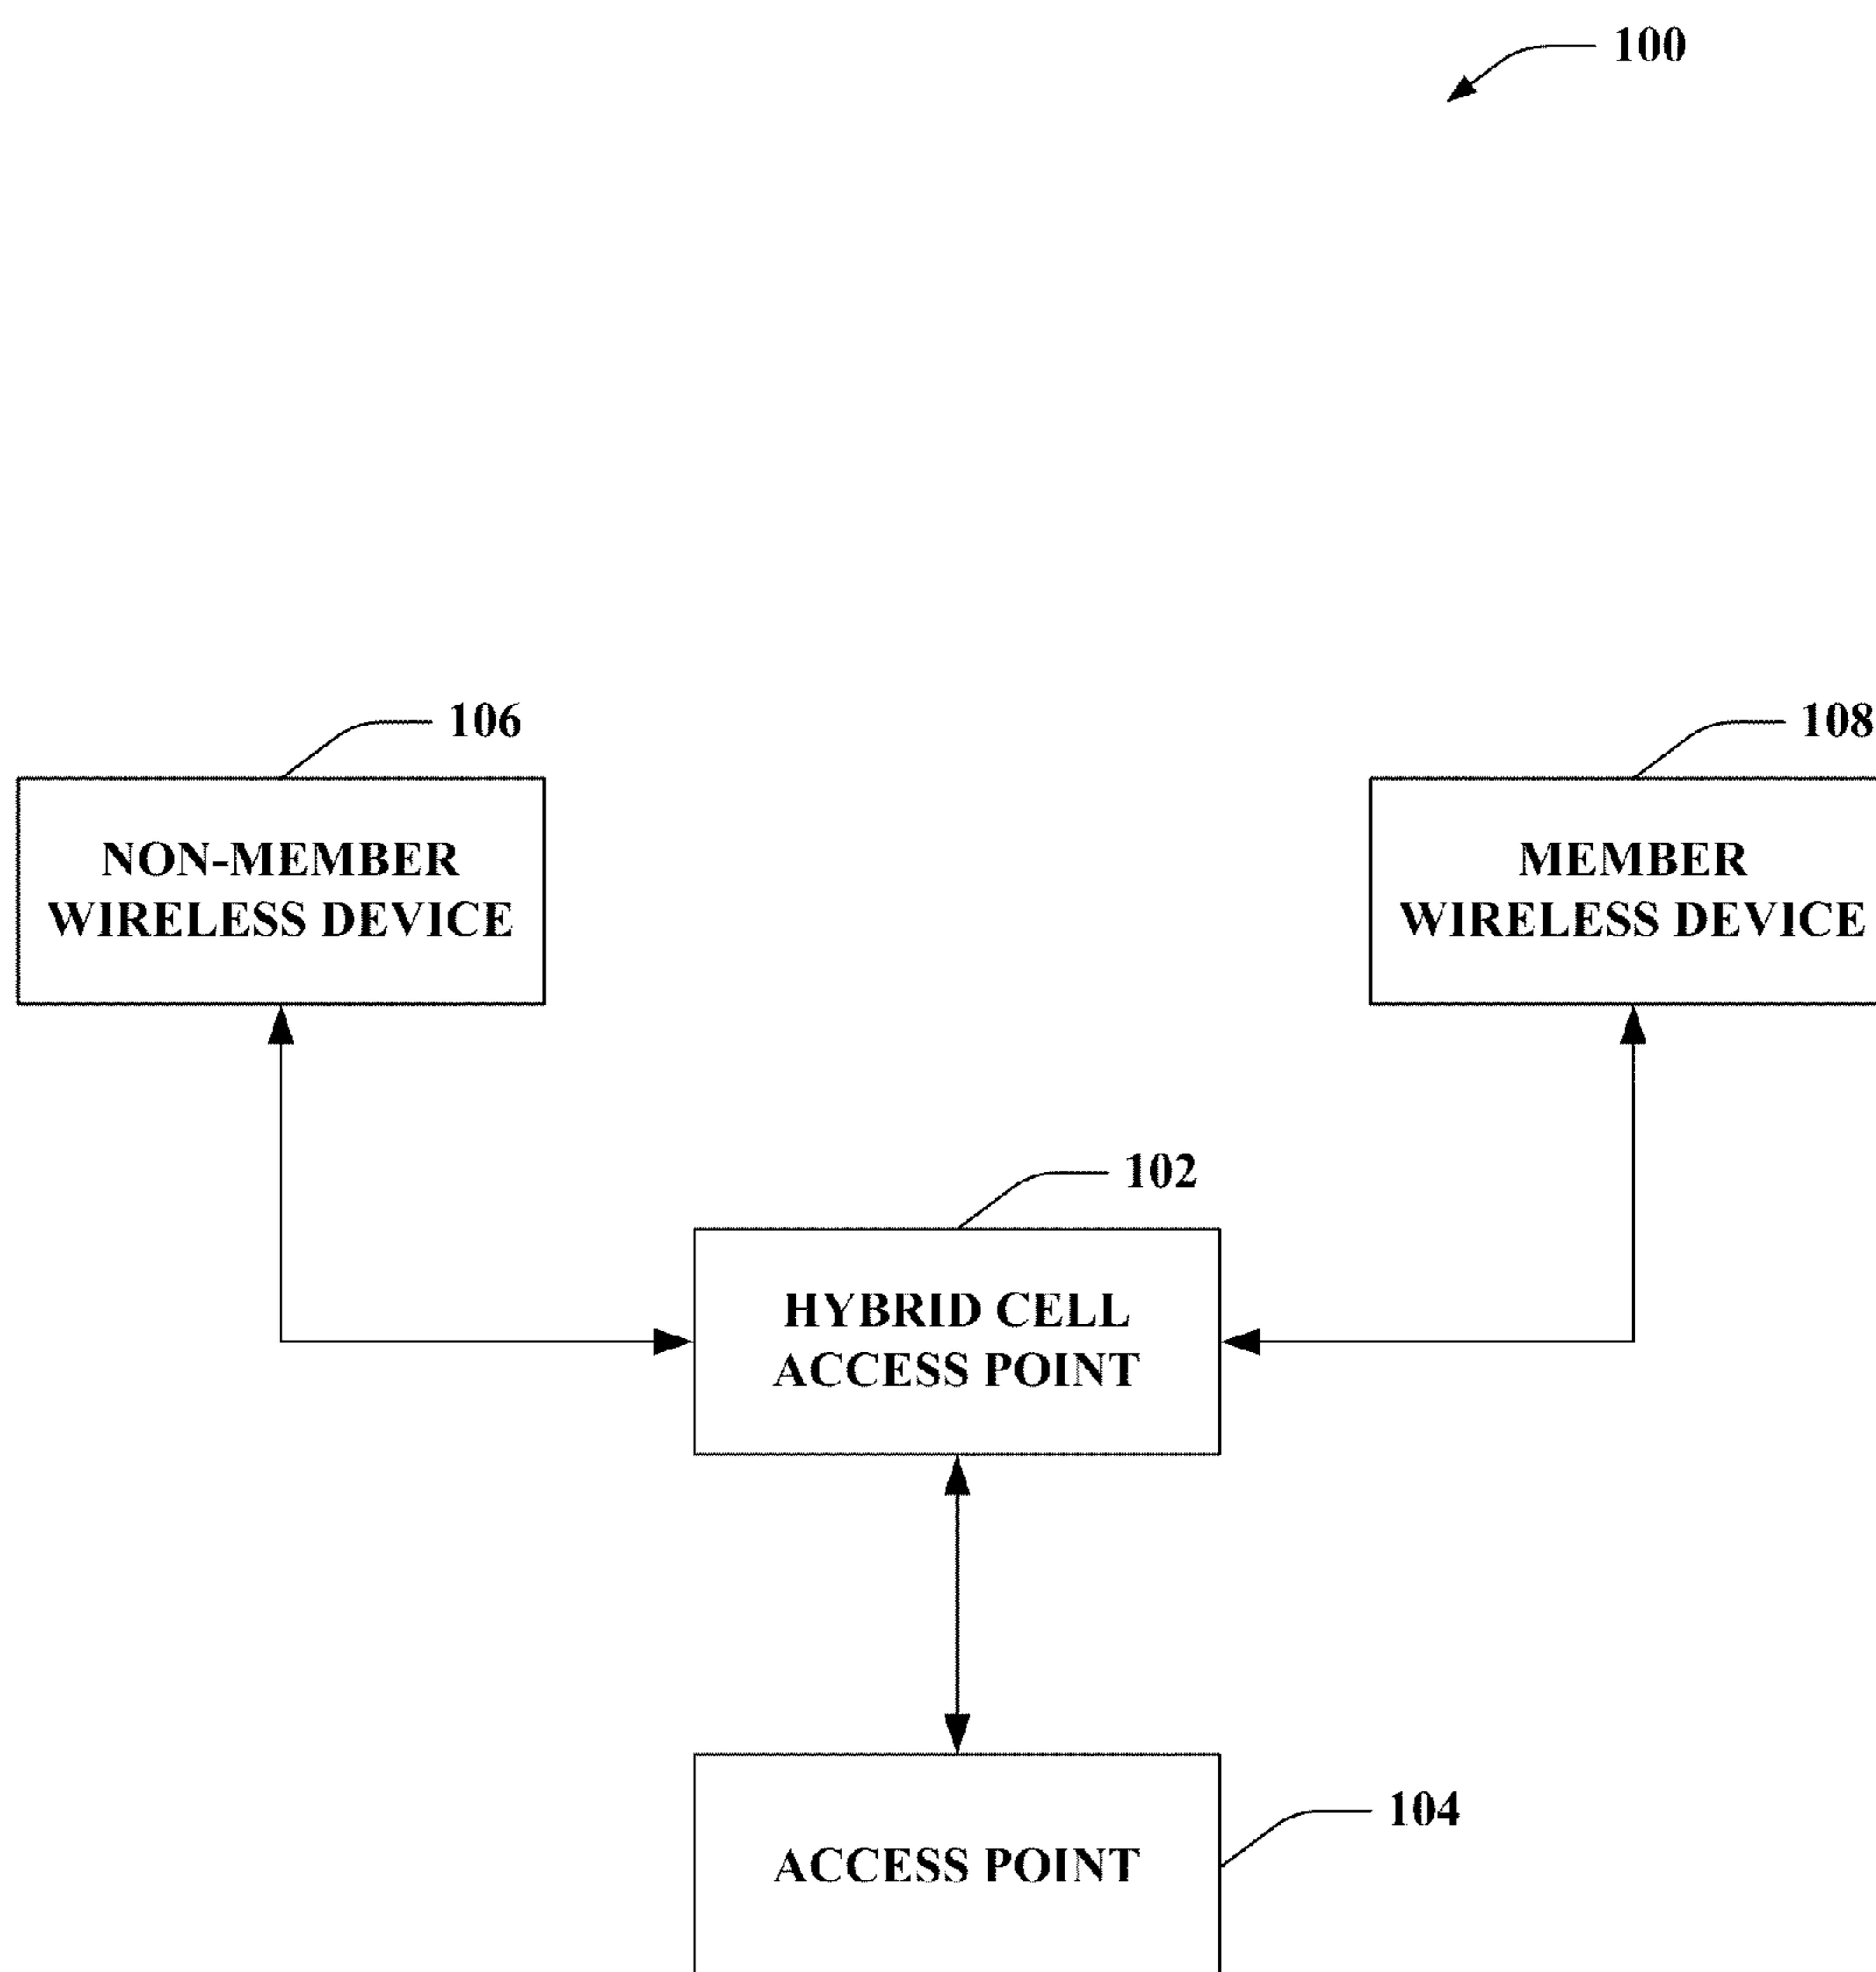 100
106
108
NON-MEMBER
WIRELESS DEVICE
MEMBER
WIRELESS DEVICE
102
HYBRID CELL
ACCESS POINT
104
ACCESS POINT